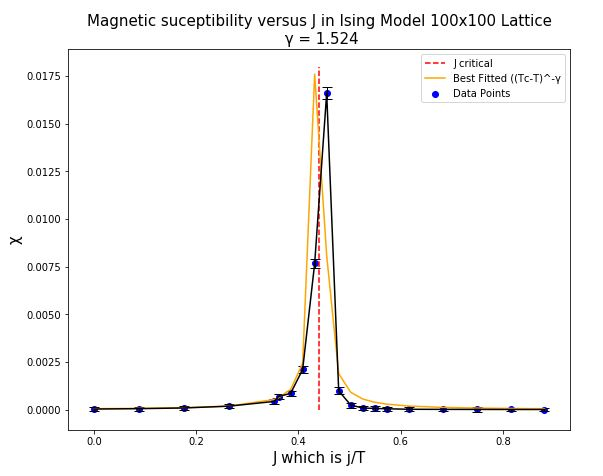 Magnetic suceptibility versus J in Ising Model 100x100 Lattice
γ = 1.524
J critical
Best Fitted ((Tc-T)^-γ
Data Points
χ
0.0175
0.0150
0.0125
0.0100
0.0075
0.0050
0.0025
0.0000
0.0 0.2 0.4 0.6 0.8
J which is j/T